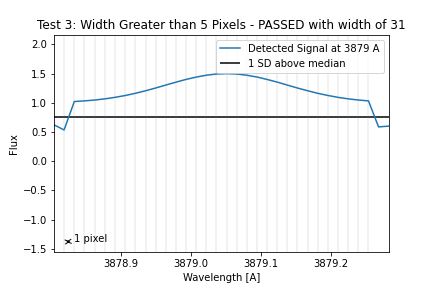 Test 3: Width Greater than 5 Pixels - PASSED with width of 31
2.0
1.5
1.0
0.5
0.0
−0.5
−1.0
−1.5
Flux
Detected Signal at 3879 A
1 SD above median
1 pixel
3878.9 3879.0 3879.1 3879.2
Wavelength [A]